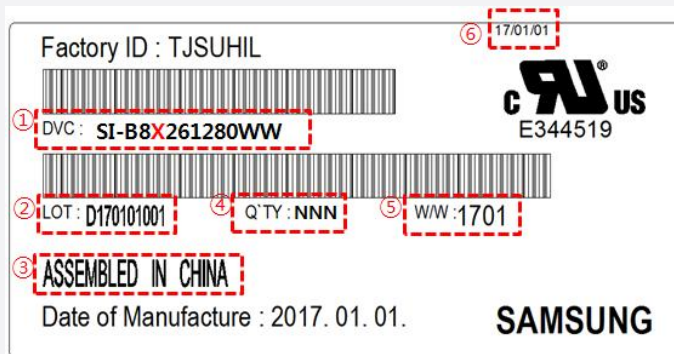 ⑥ 17/01/01
Factory ID : TJSUHIL
c RU ® US
E344519
① DVC : SI-B8X261280WW
② LOT : D170101001 ④ Q`TY : NNN ⑤ W/W :1701
③ ASSEMBLED IN CHINA
Date of Manufacture : 2017. 01. 01. SAMSUNG